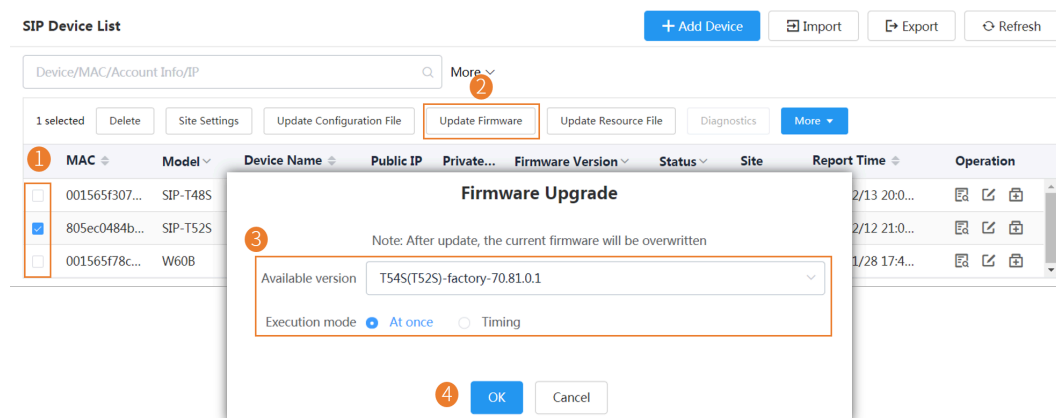 SIP Device List
+ Add Device
Import
Export
Refresh
Device/MAC/Account Info/IP
More
2
1 selected
Delete
Site Settings
Update Configuration File
Update Firmware
Update Resource File
Diagnostics
More
1
MAC
Model
Device Name
Public IP
Private...
Firmware Version
Status
Site
Report Time
Operation
001565f307...
SIP-T48S
2/13 20:0...
805ec0484b...
SIP-T52S
2/12 21:0...
001565f78c...
W60B
1/28 17:4...
Firmware Upgrade
Note: After update, the current firmware will be overwritten
3
Available version
T54S(T52S)-factory-70.81.0.1
Execution mode
At once
Timing
4
OK
Cancel